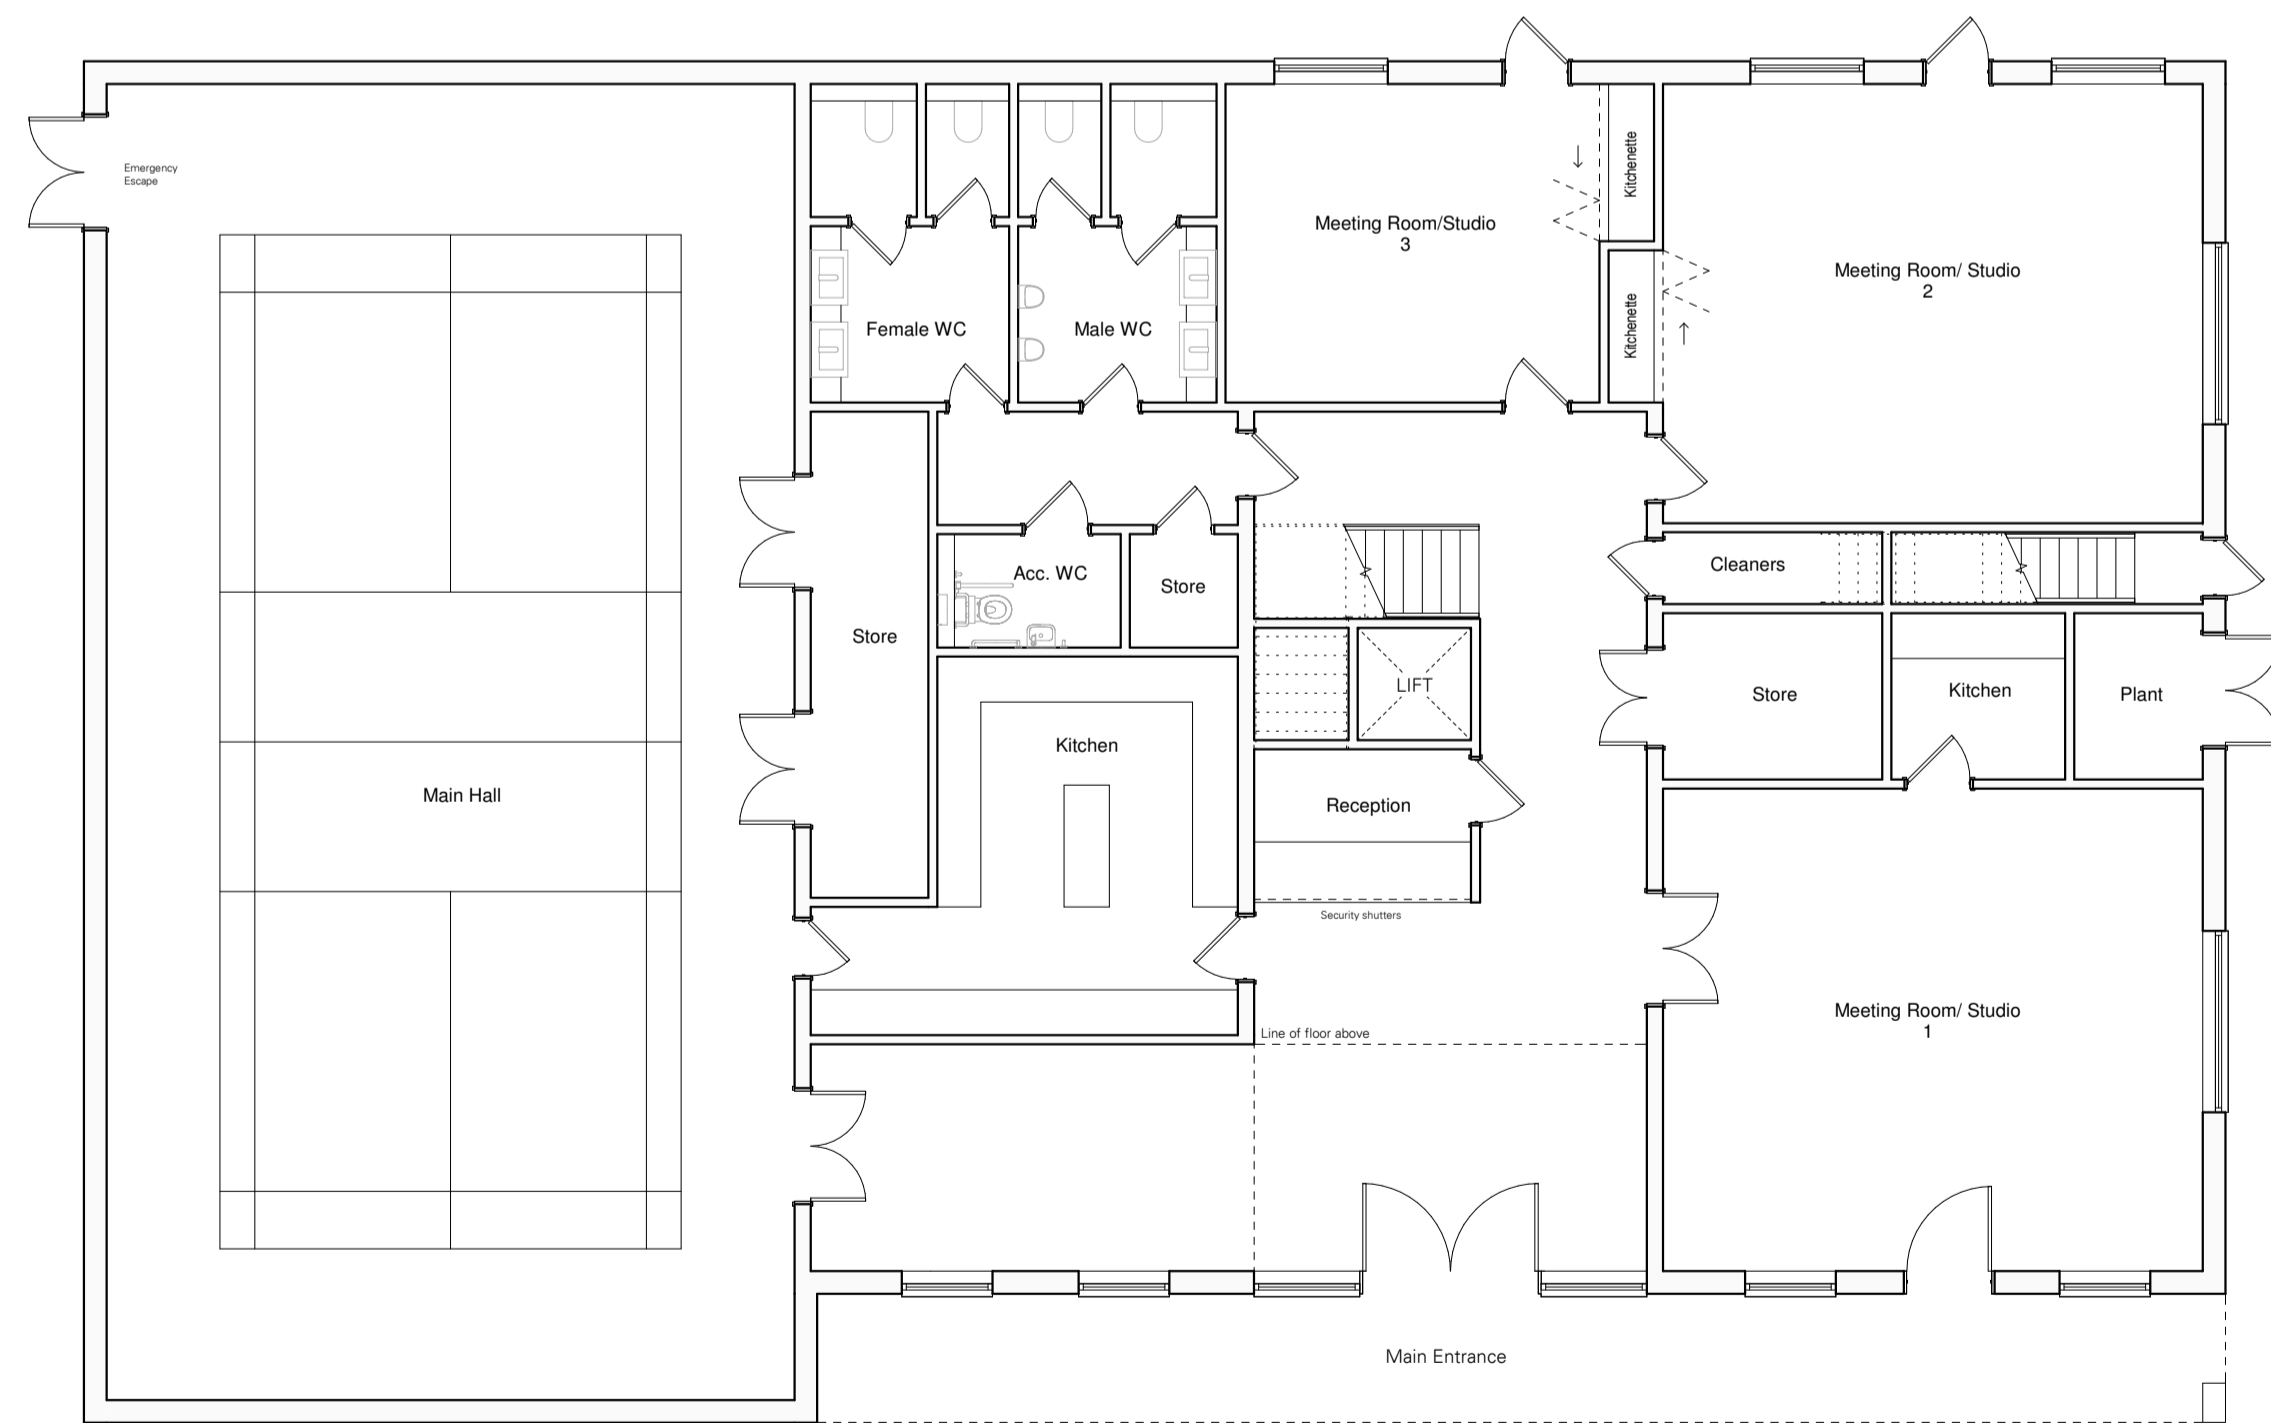 Emergency
Escape
Meeting Room/Studio
3
Kitchenette
Kitchenette
Meeting Room/ Studio
2
Female WC
Male WC
Acc. WC
Store
Cleaners
Store
LIFT
Store
Kitchen
Plant
Kitchen
Main Hall
Reception
Security shutters
Meeting Room/ Studio
1
Line of floor above
Main Entrance